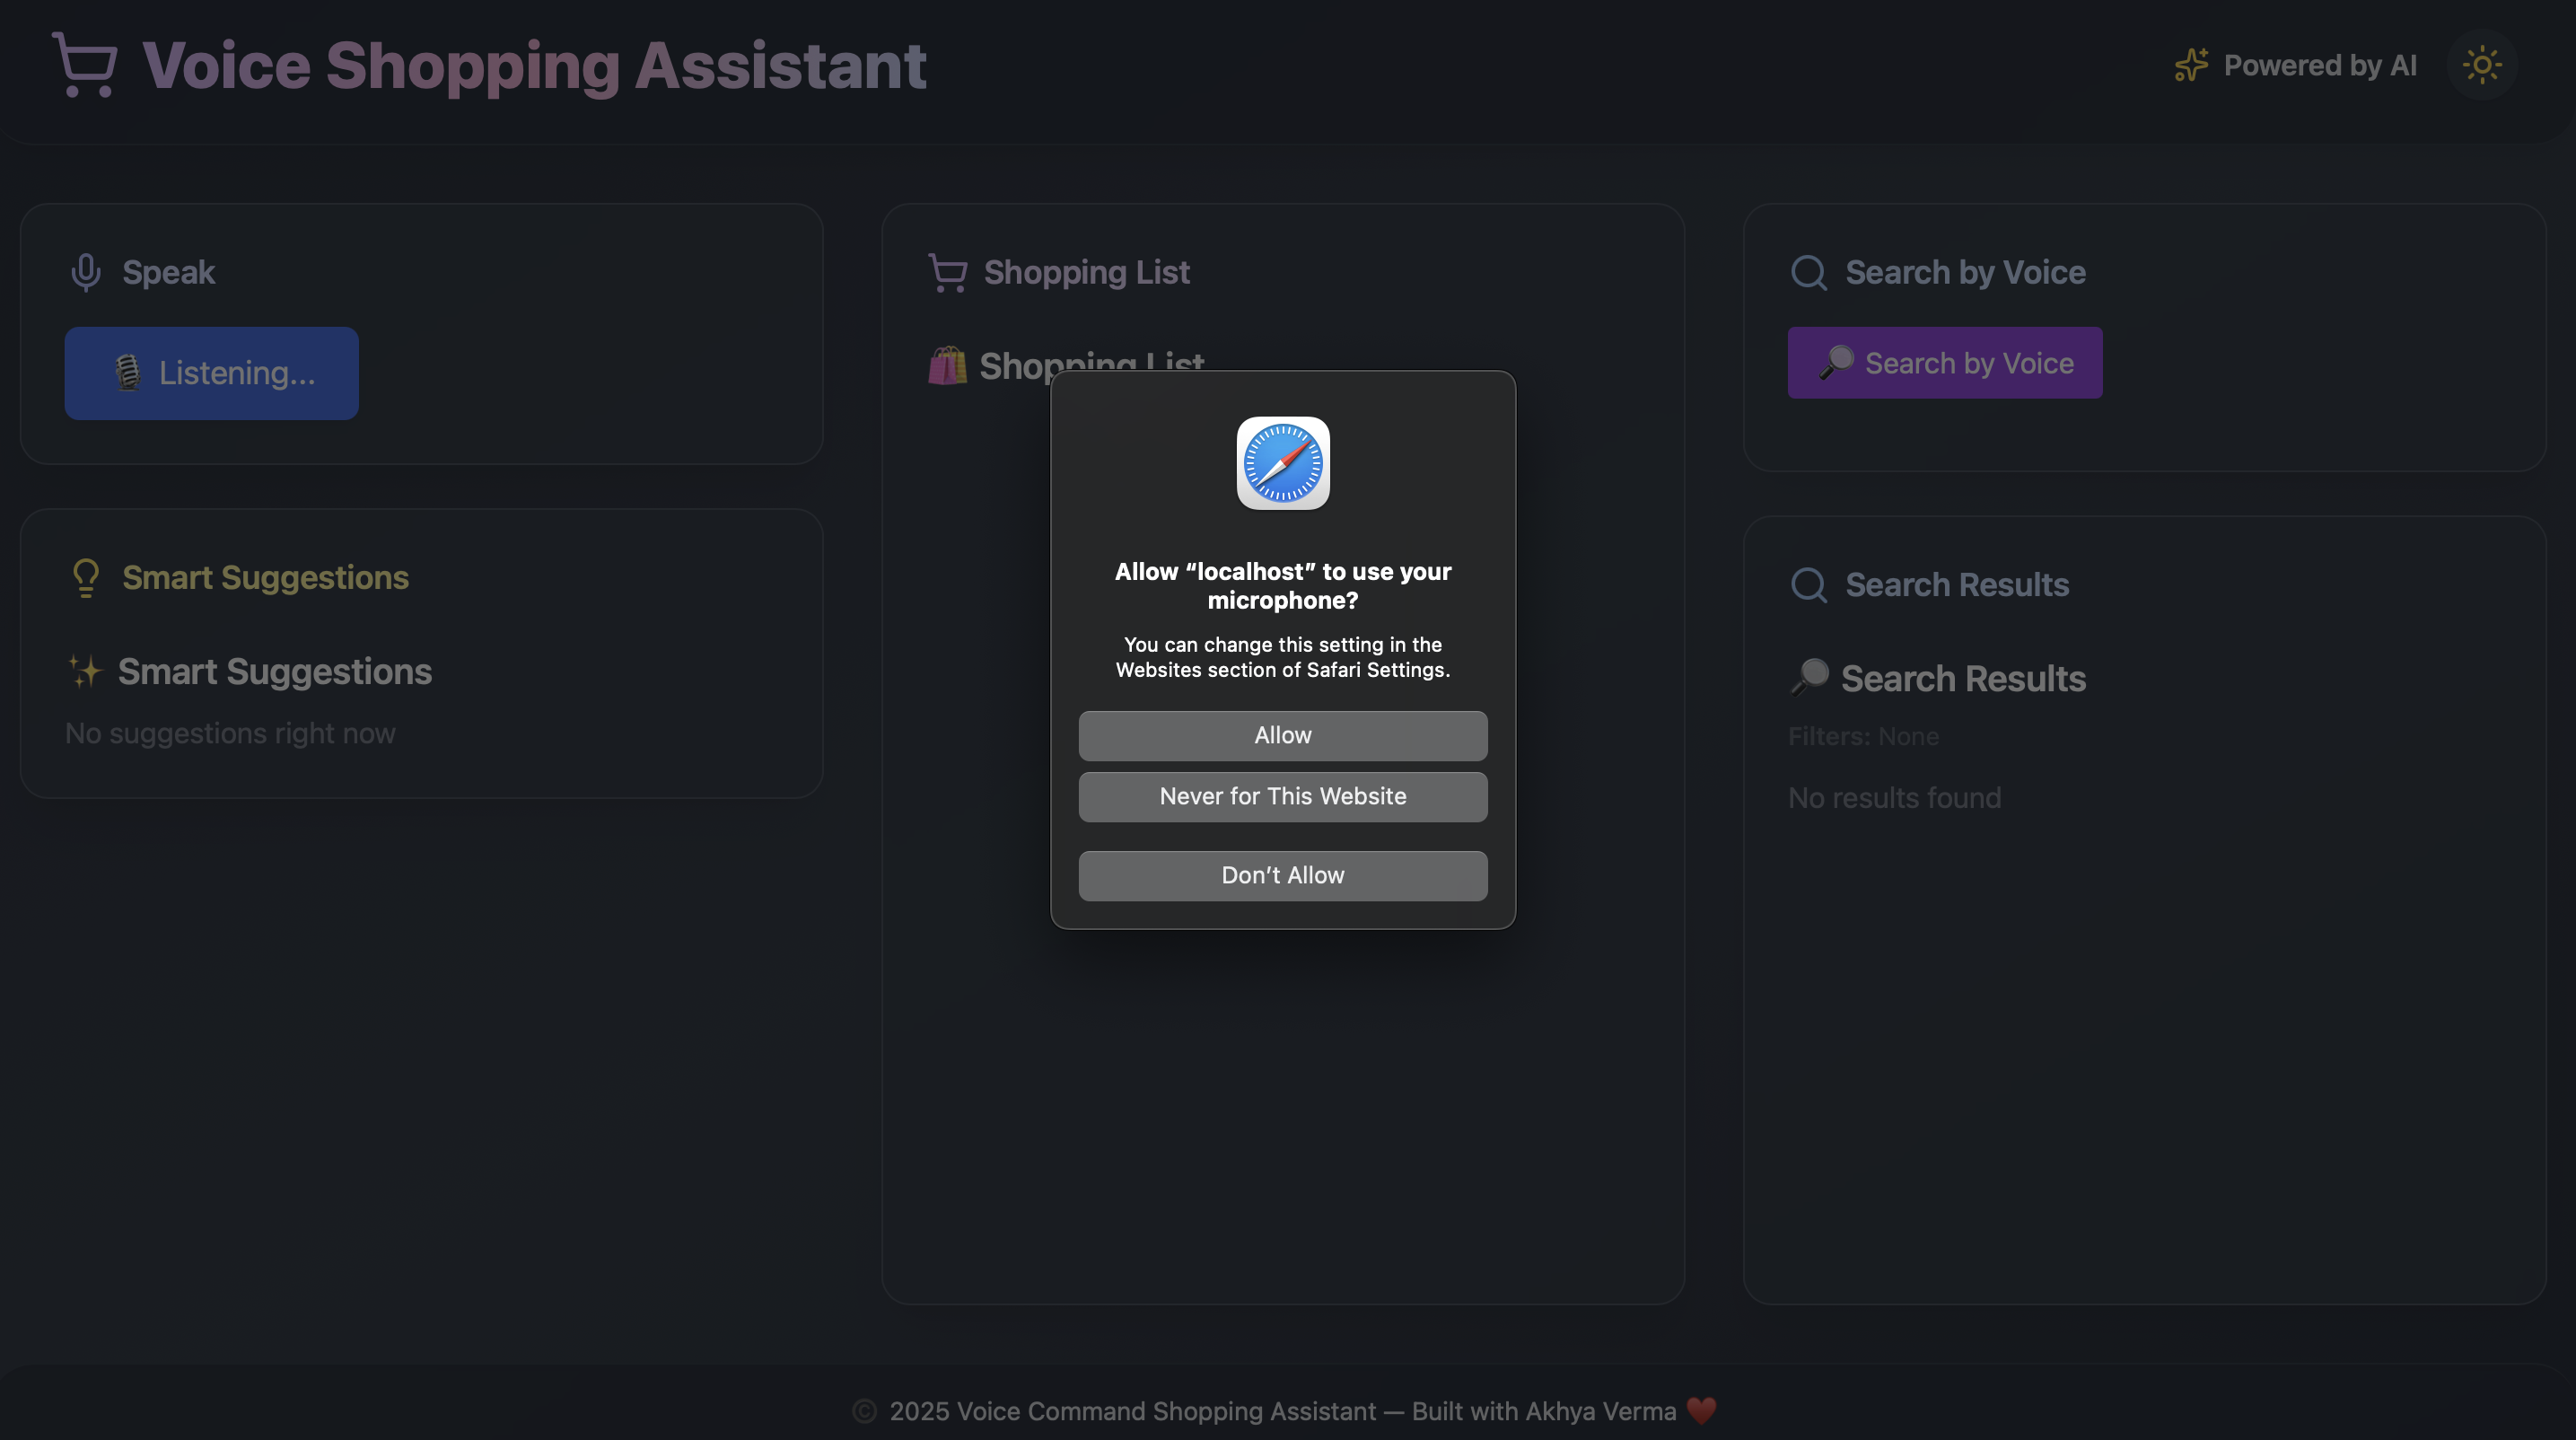 Voice Shopping Assistant
Powered by AI
Speak
Listening...
Smart Suggestions
Smart Suggestions
No suggestions right now
Shopping List
Shopping List
Search by Voice
Search by Voice
Search Results
Search Results
Filters: None
No results found
Allow “localhost” to use your
microphone?
You can change this setting in the
Websites section of Safari Settings.
Allow
Never for This Website
Don’t Allow
© 2025 Voice Command Shopping Assistant — Built with Akhya Verma ❤️